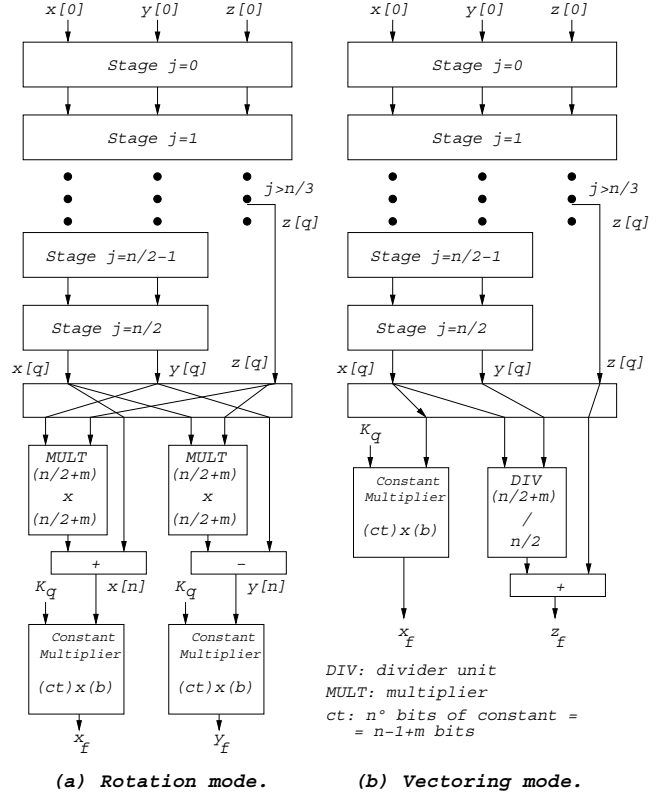 x[0] y[0] z[0]
Stage j=0
Stage j=1
j>n/3
z[q]
Stage j=n/2-1
Stage j=n/2
x[q] y[q] z[q]
MULT
(n/2+m)
x
(n/2+m)
MULT
(n/2+m)
x
(n/2+m)
+
-
K_q x[n] K_q y[n]
Constant
Multiplier
(ct)x(b)
Constant
Multiplier
(ct)x(b)
x_f y_f
(a) Rotation mode.
x[0] y[0] z[0]
Stage j=0
Stage j=1
j>n/3
z[q]
Stage j=n/2-1
Stage j=n/2
x[q] y[q] z[q]
K_q
Constant
Multiplier
(ct)x(b)
DIV
(n/2+m)
/
n/2
+
x_f z_f
DIV: divider unit
MULT: multiplier
ct: n° bits of constant =
= n-1+m bits
(b) Vectoring mode.